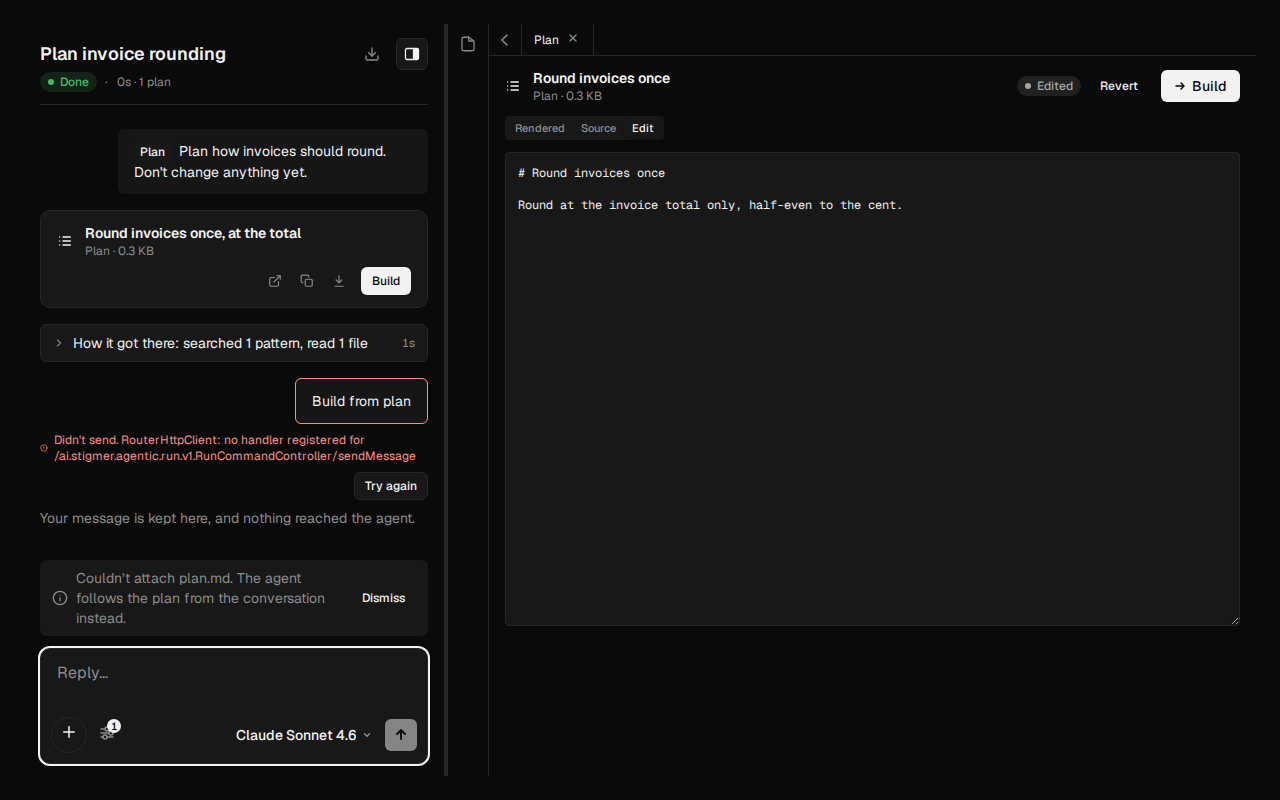 Plan invoice rounding
Done · 0s · 1 plan
Plan Plan how invoices should round.
Don't change anything yet.
Round invoices once, at the total
Plan · 0.3 KB
Build
How it got there: searched 1 pattern, read 1 file 1s
Build from plan
Didn't send. RouterHttpClient: no handler registered for
/ai.stigmer.agentic.run.v1.RunCommandController/sendMessage
Try again
Your message is kept here, and nothing reached the agent.
Couldn't attach plan.md. The agent
follows the plan from the conversation
instead.
Dismiss
Reply...
1
Claude Sonnet 4.6
Plan
Round invoices once
Plan · 0.3 KB
Edited Revert Build
Rendered Source Edit
# Round invoices once
Round at the invoice total only, half-even to the cent.